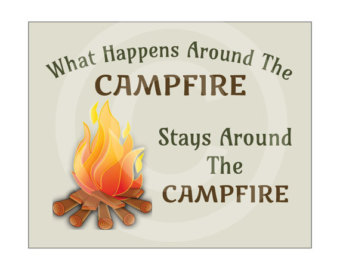 What Happens Around The
CAMPFIRE
Stays Around
The
CAMPFIRE